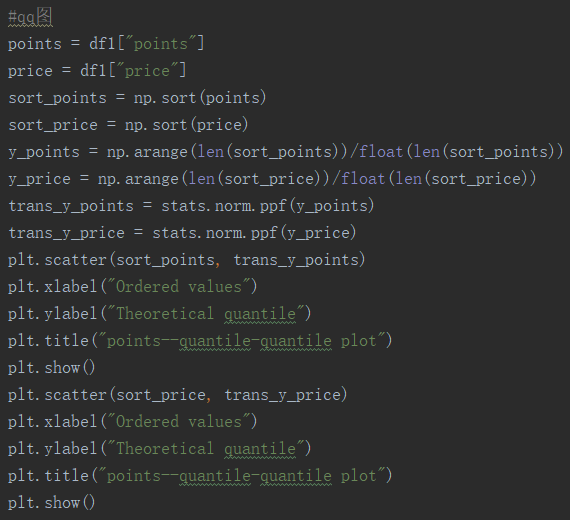 #qq图
points = df1["points"]
price = df1["price"]
sort_points = np.sort(points)
sort_price = np.sort(price)
y_points = np.arange(len(sort_points))/float(len(sort_points))
y_price = np.arange(len(sort_price))/float(len(sort_price))
trans_y_points = stats.norm.ppf(y_points)
trans_y_price = stats.norm.ppf(y_price)
plt.scatter(sort_points, trans_y_points)
plt.xlabel("Ordered values")
plt.ylabel("Theoretical quantile")
plt.title("points--quantile-quantile plot")
plt.show()
plt.scatter(sort_price, trans_y_price)
plt.xlabel("Ordered values")
plt.ylabel("Theoretical quantile")
plt.title("points--quantile-quantile plot")
plt.show()